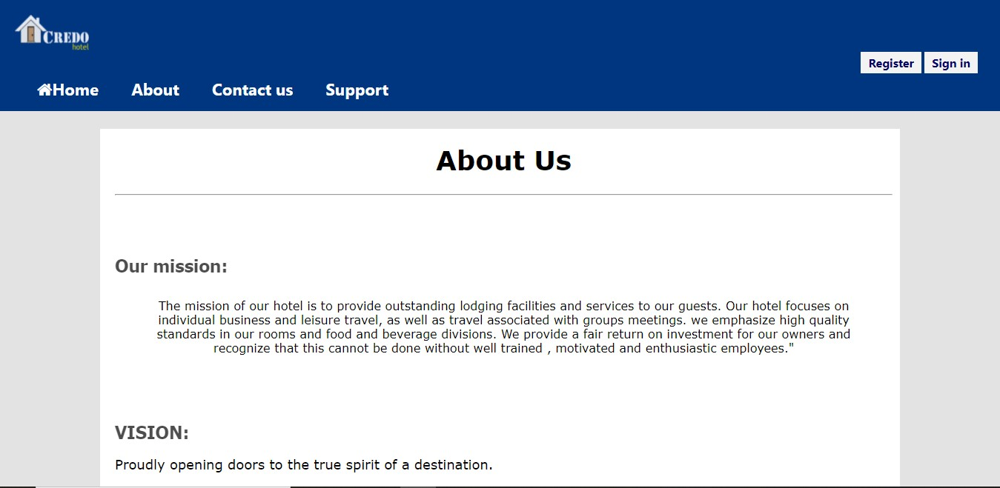 CREDO
hotel
Register Sign in
Home About Contact us Support
About Us
Our mission:
The mission of our hotel is to provide outstanding lodging facilities and services to our guests. Our hotel focuses on
individual business and leisure travel, as well as travel associated with groups meetings. we emphasize high quality
standards in our rooms and food and beverage divisions. We provide a fair return on investment for our owners and
recognize that this cannot be done without well trained , motivated and enthusiastic employees."
VISION:
Proudly opening doors to the true spirit of a destination.